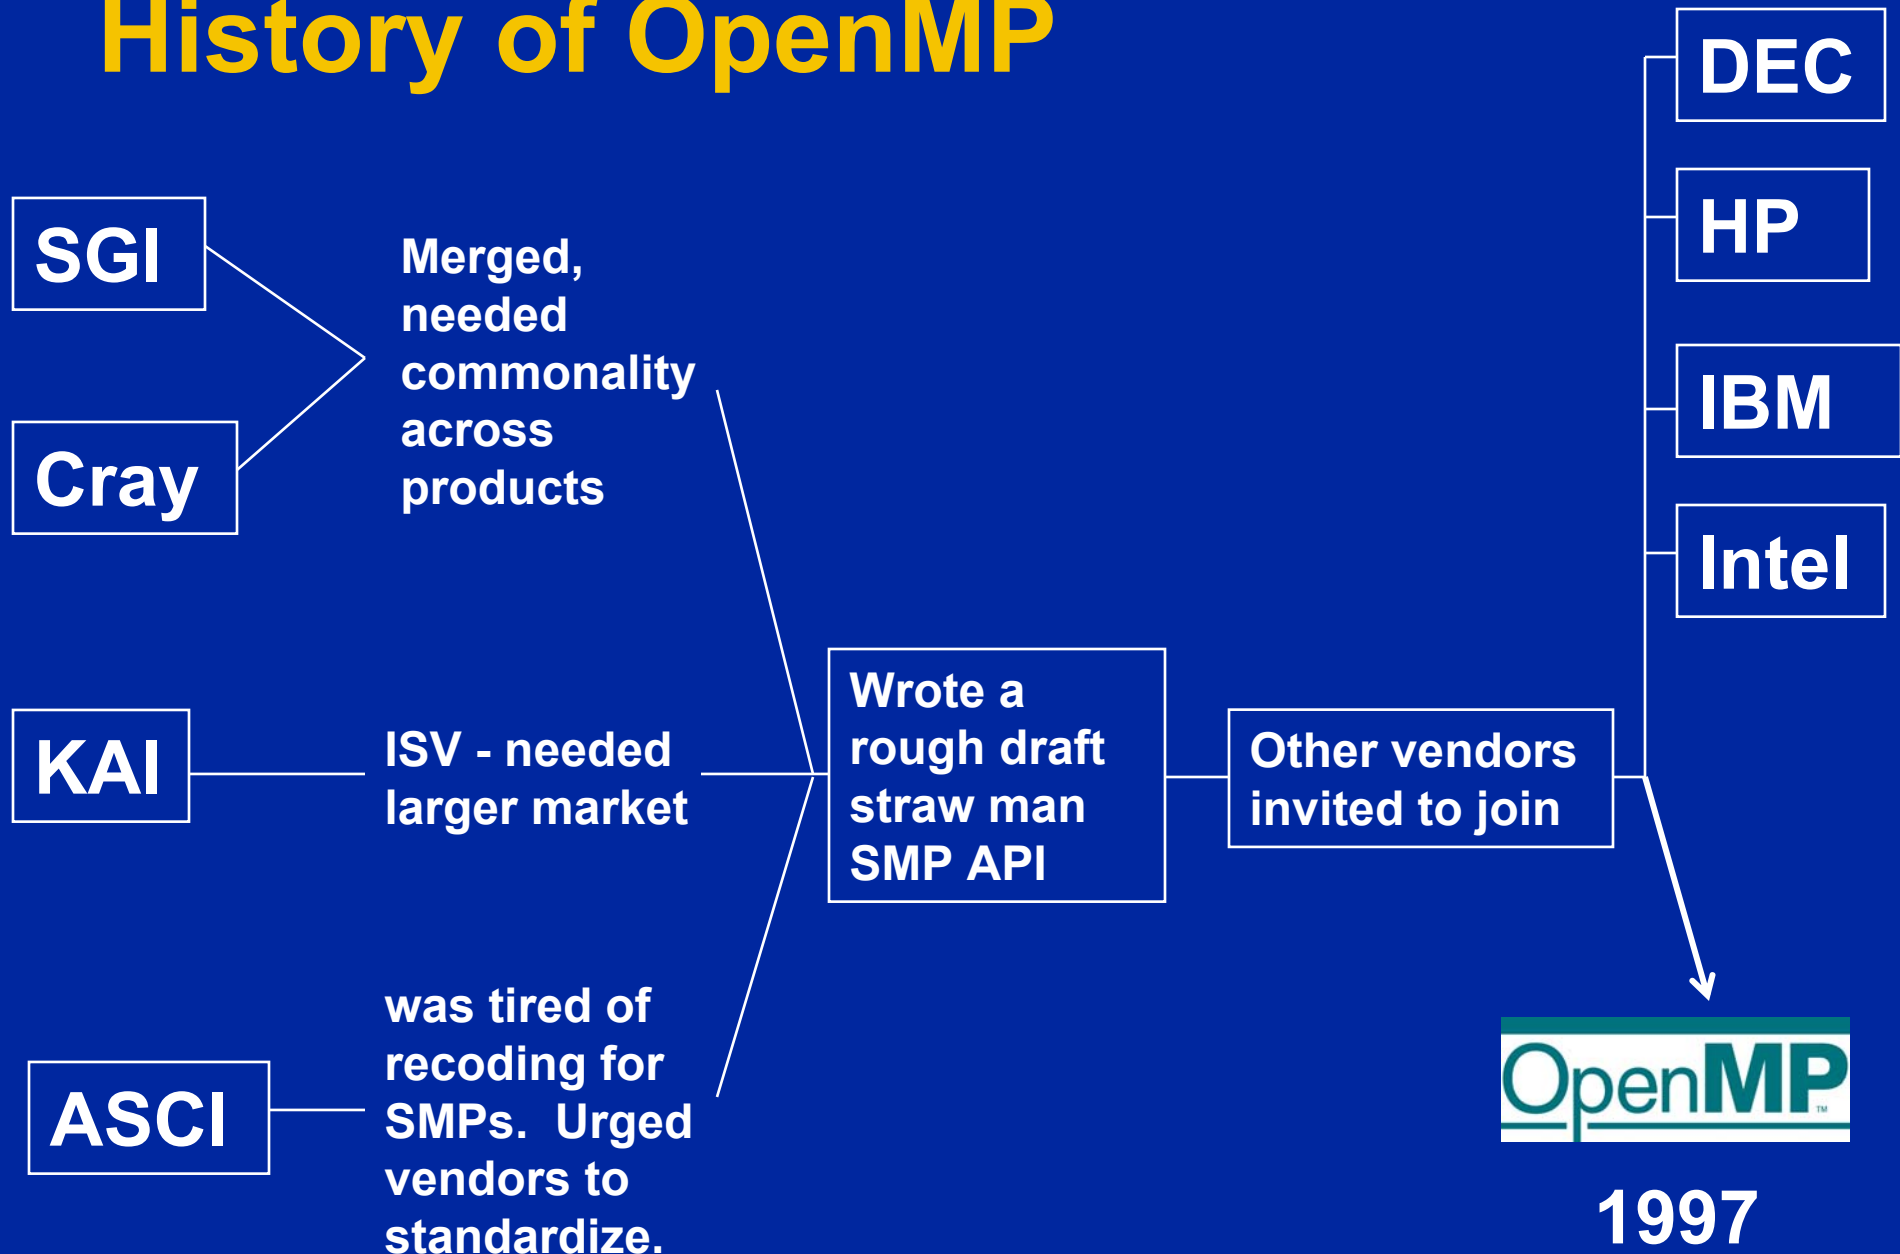 History of OpenMP
DEC
HP
IBM
Intel
SGI
Cray
Merged,
needed
commonality
across
products
KAI
ISV - needed
larger market
ASCI
was tired of
recoding for
SMPs.  Urged
vendors to
standardize.
Wrote a
rough draft
straw man
SMP API
Other vendors
invited to join
OpenMP™
1997